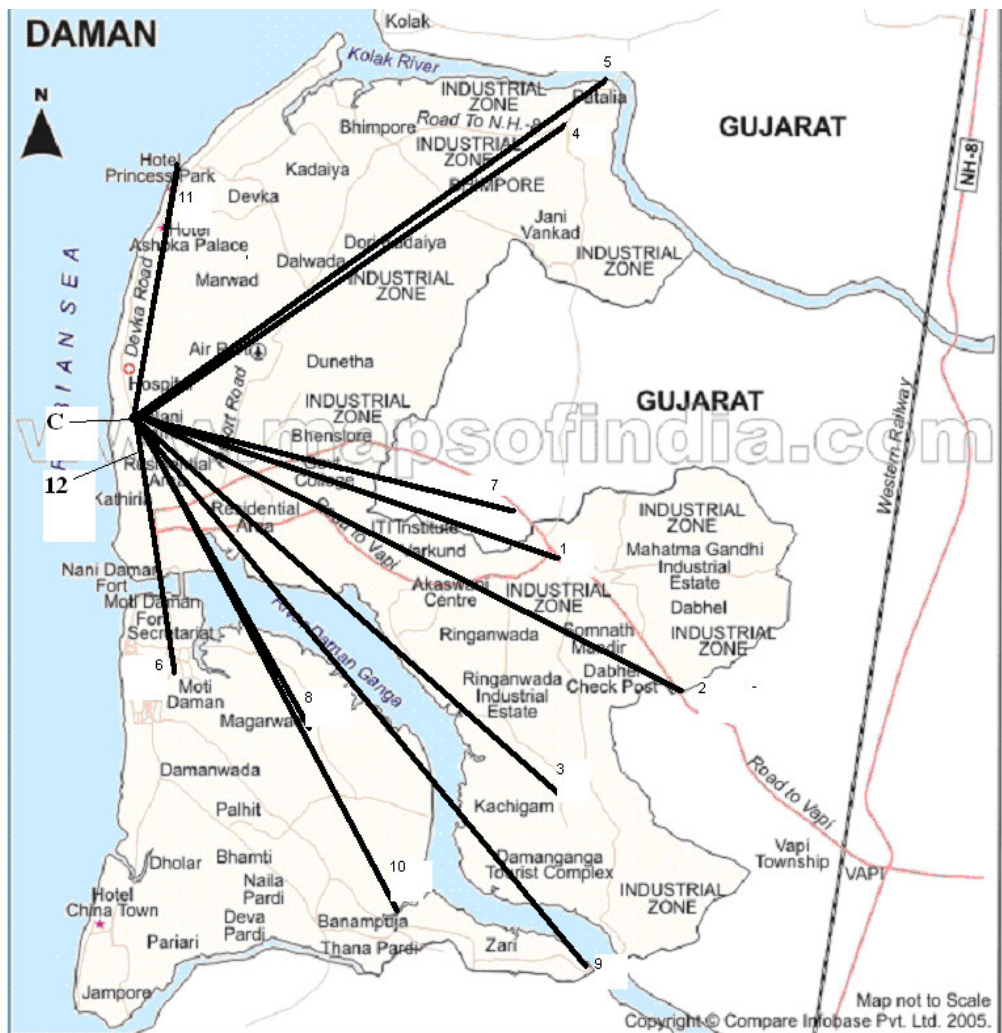 DAMAN
Kolak
Kolak River
N
5
INDUSTRIAL
ZONE
Patalia
Bhimpore
Road To N.H.-8
4
GUJARAT
NH-8
INDUSTRIAL
ZONE
BHIMPORE
Hotel
Princess Park
Kadaiya
11
Devka
Jani
Vankad
Hotel
Ashoka Palace
Dalwada
INDUSTRIAL
ZONE
Marwad
INDUSTRIAL
ZONE
Devka Road
Air
Dunetha
Western Railway
INDUSTRIAL
ZONE
GUJARAT
C
Bhenslore
www.mapsofindia.com
12
Residential
Area
College
7
Kathiria
Residential
Area
ITI Institute
Varkund
1
INDUSTRIAL
ZONE
Road to Vapi
Mahatma Gandhi
Industrial
Estate
Nani Daman
Fort
Akaswani
Centre
INDUSTRIAL
ZONE
Dabhel
Moti Daman
Fort
Secretariat
River Daman Ganga
Ringanwada
Somnath
Mandir
INDUSTRIAL
ZONE
6
Moti
Daman
Ringanwada
Industrial
Estate
Dabhel
Check Post
2
8
Magarwada
Damanwada
3
Road to Vapi
Palhit
Kachigam
Vapi
Township
VAPI
Dholar
Bhamti
10
Damanganga
Tourist Complex
Hotel
China Town
Naila
Pardi
INDUSTRIAL
ZONE
Deva
Pardi
Banampuja
Pariari
Thana Pardi
Zari
9
Jampore
Map not to Scale
Copyright © Compare Infobase Pvt. Ltd. 2005.